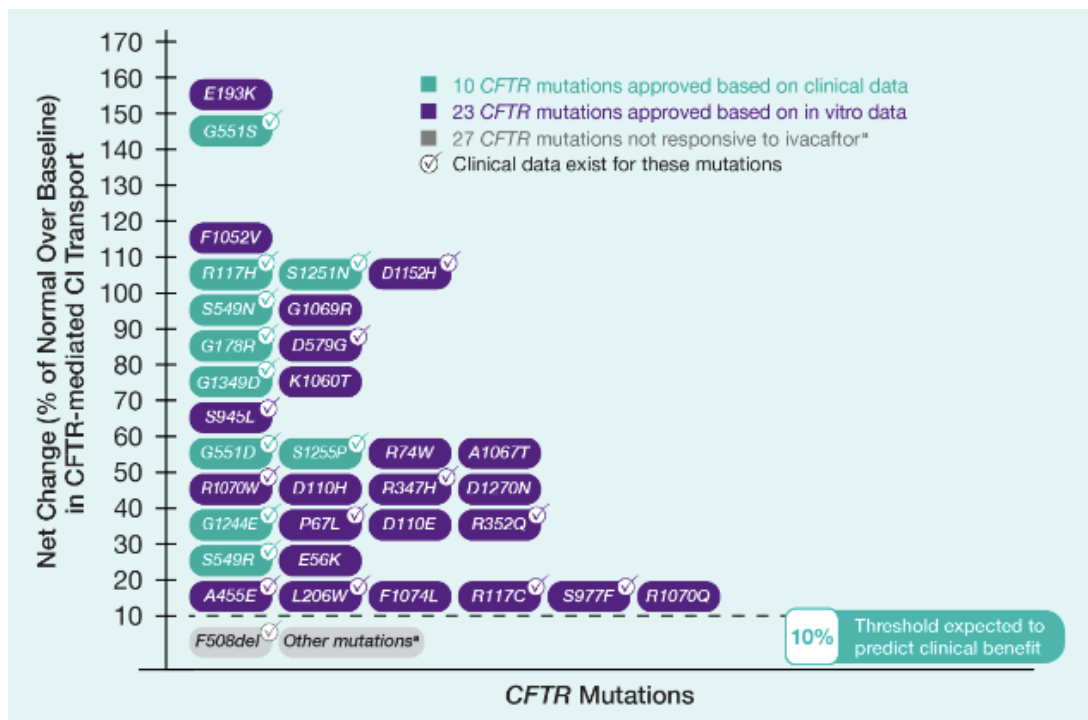 Net Change (% of Normal Over Baseline)
in CFTR-mediated Cl Transport
170
160
150
140
130
120
110
100
90
80
70
60
50
40
30
20
10
10 CFTR mutations approved based on clinical data
23 CFTR mutations approved based on in vitro data
27 CFTR mutations not responsive to ivacaftorª
Clinical data exist for these mutations
E193K
G551S
F1052V
R117H S1251N D1152H
S549N G1069R
G178R D579G
G1349D K1060T
S945L
G551D S1255P R74W A1067T
R1070W D110H R347H D1270N
G1244E P67L D110E R352Q
S549R E56K
A455E L206W F1074L R117C S977F R1070Q
F508del Other mutationsª
10% Threshold expected to
predict clinical benefit
CFTR Mutations